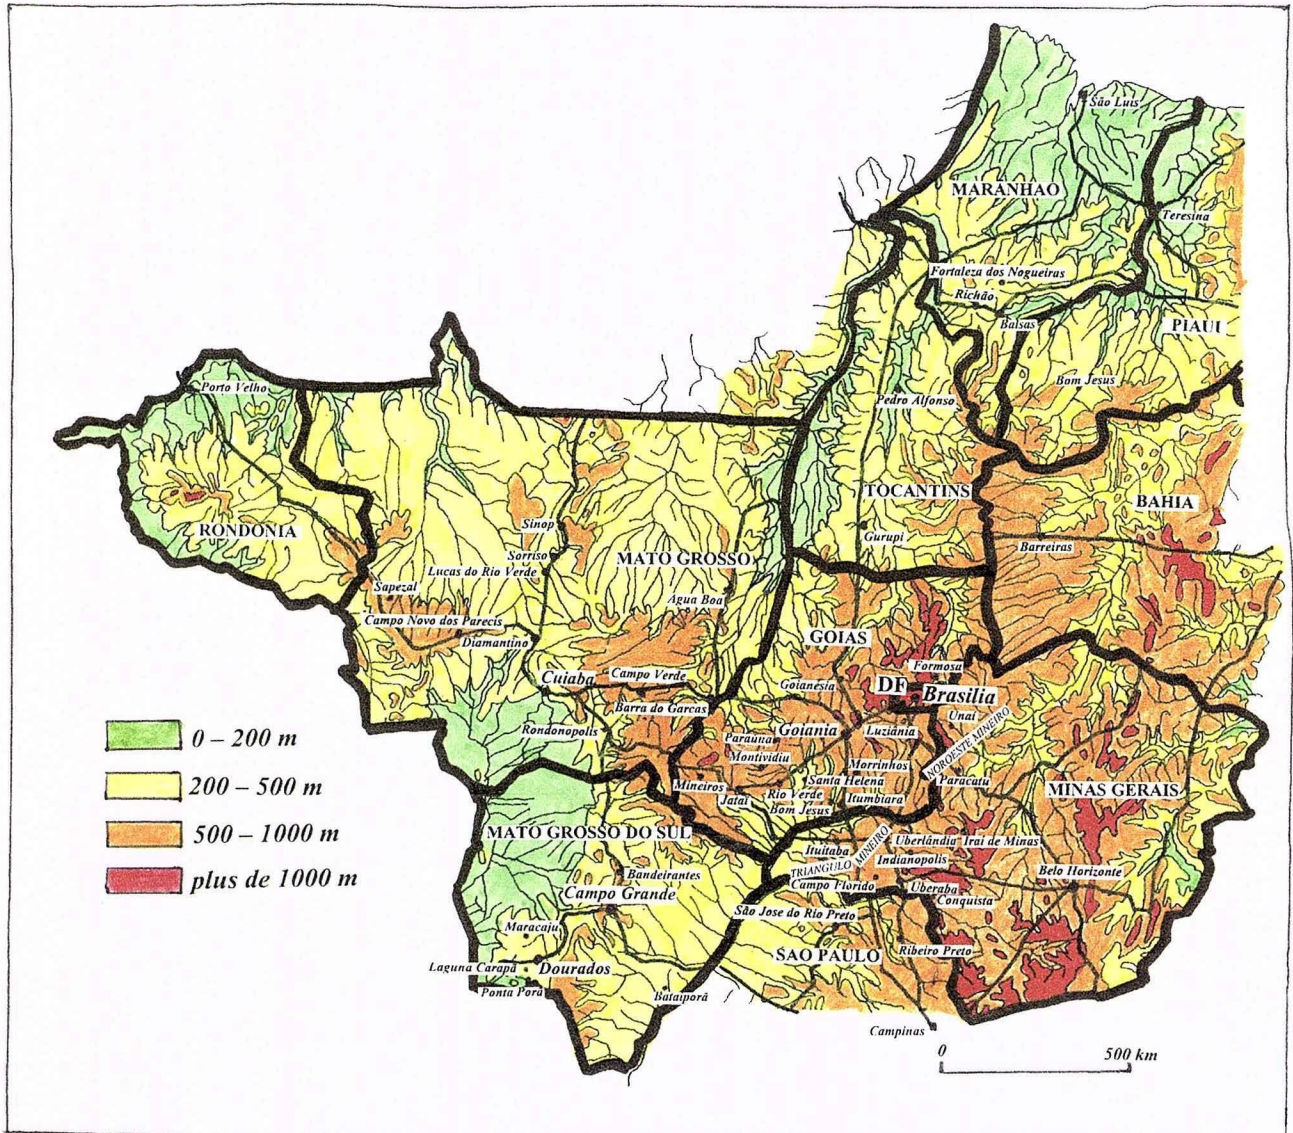 São Luis
MARANHAO
Teresina
Fortaleza dos Nogueiras
Richão
Balsas
PIAUI
Porto Velho
Bom Jesus
Pedro Alfonso
TOCANTINS
BAHIA
RONDONIA
Sinop
Gurupi
Barreiras
Sorriso
MATO GROSSO
Lucas do Rio Verde
Sapezal
Agua Boa
Campo Novo dos Parecis
GOIAS
Diamantino
Formosa
Cuiaba
Campo Verde
Goianésia
DF
Brasilia
Barra do Garcas
Unaí
Rondonopolis
Paraúna
Goiania
Luziânia
NOROESTE MINEIRO
0 – 200 m
Montividiu
Morrinhos
200 – 500 m
Mineiros
Santa Helena
Paracatu
Jataí
Rio Verde
MINAS GERAIS
Bom Jesus
Itumbiara
500 – 1000 m
MATO GROSSO DO SUL
Uberlândia
Irai de Minas
Ituitaba
TRIANGULO MINEIRO
Indianopolis
plus de 1000 m
Bandeirantes
Belo Horizonte
Campo Grande
Campo Florido
Uberaba
Conquista
São Jose do Rio Preto
Maracaju
SAO PAULO
Ribeiro Preto
Laguna Carapã
Dourados
Ponta Porã
Bataiporã
Campinas
0
500 km